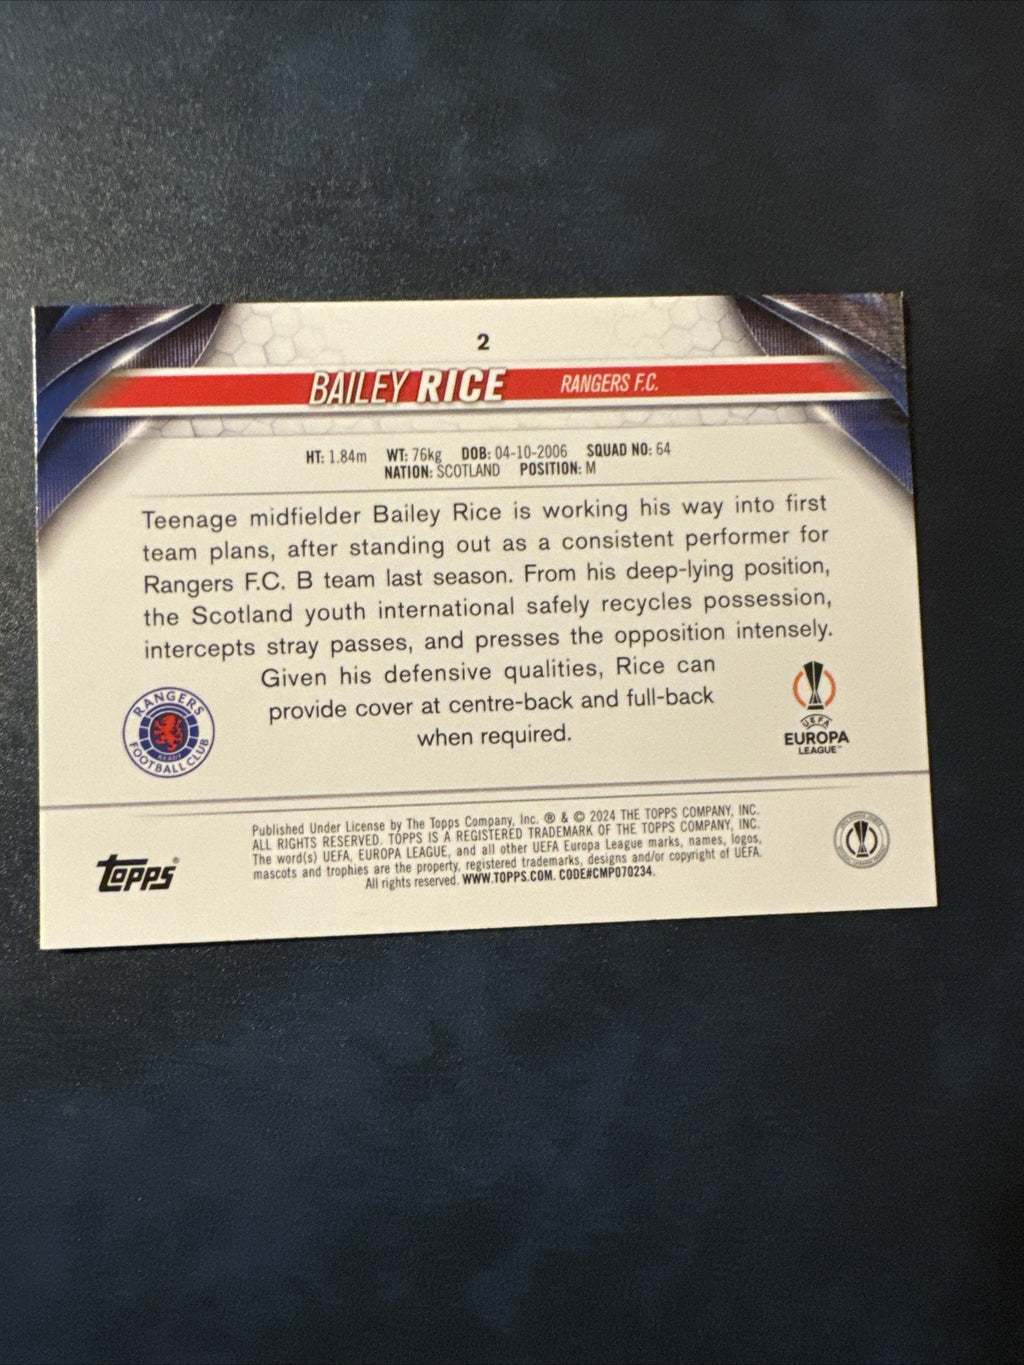 2
BAILEY RICE RANGERS F.C.
HT: 1.84m WT: 76kg DOB: 04-10-2006 SQUAD NO: 64
NATION: SCOTLAND POSITION: M
Teenage midfielder Bailey Rice is working his way into first
team plans, after standing out as a consistent performer for
Rangers F.C. B team last season. From his deep-lying position,
the Scotland youth international safely recycles possession,
intercepts stray passes, and presses the opposition intensely.
Given his defensive qualities, Rice can
provide cover at centre-back and full-back
when required.
RANGERS
READY
FOOTBALL CLUB
UEFA
EUROPA
LEAGUE™
Published Under License by The Topps Company, Inc. ® & © 2024 THE TOPPS COMPANY, INC.
ALL RIGHTS RESERVED. TOPPS IS A REGISTERED TRADEMARK OF THE TOPPS COMPANY, INC.
The word(s) UEFA, EUROPA LEAGUE, and all other UEFA Europa League marks, names, logos,
mascots and trophies are the property, registered trademarks, designs and/or copyright of UEFA.
All rights reserved. WWW.TOPPS.COM. CODE#CMP070234.
Topps®